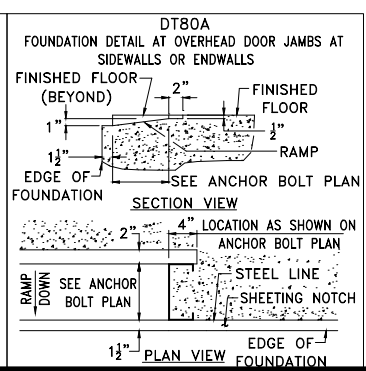 DT80A
FOUNDATION DETAIL AT OVERHEAD DOOR JAMBS AT
SIDEWALLS OR ENDWALLS
FINISHED FLOOR
(BEYOND)
2"
FINISHED
FLOOR
1"
1/2"
1 1/2"
RAMP
EDGE OF
FOUNDATION
SEE ANCHOR BOLT PLAN
SECTION VIEW
2"
4"
LOCATION AS SHOWN ON
ANCHOR BOLT PLAN
RAMP
DOWN
SEE ANCHOR
BOLT PLAN
STEEL LINE
SHEETING NOTCH
1 1/2"
PLAN VIEW
EDGE OF
FOUNDATION